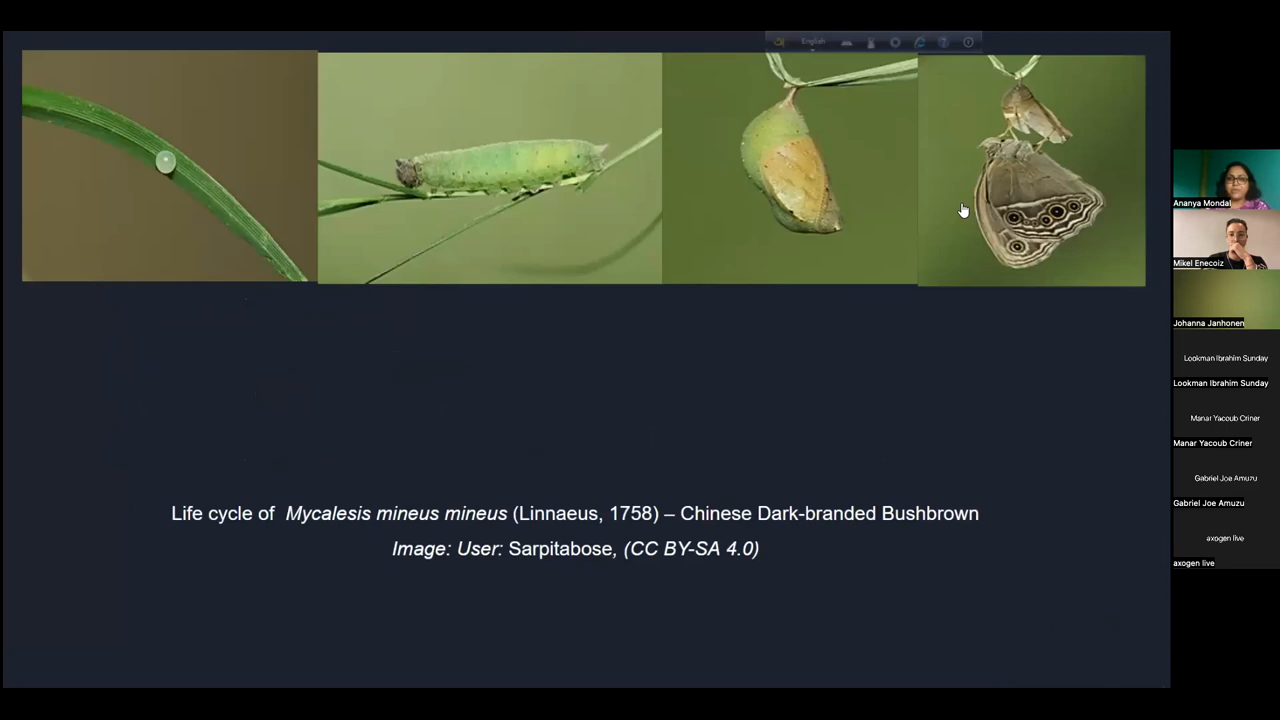 English
Life cycle of Mycalesis mineus mineus (Linnaeus, 1758) – Chinese Dark-branded Bushbrown
Image: User: Sarpitabose, (CC BY-SA 4.0)
Ananya Mondal
Mikel Enecoiz
Johanna Janhonen
Lookman Ibrahim Sunday
Lookman Ibrahim Sunday
Manar Yacoub Criner
Manar Yacoub Criner
Gabriel Joe Amuzu
Gabriel Joe Amuzu
axogen live
axogen live